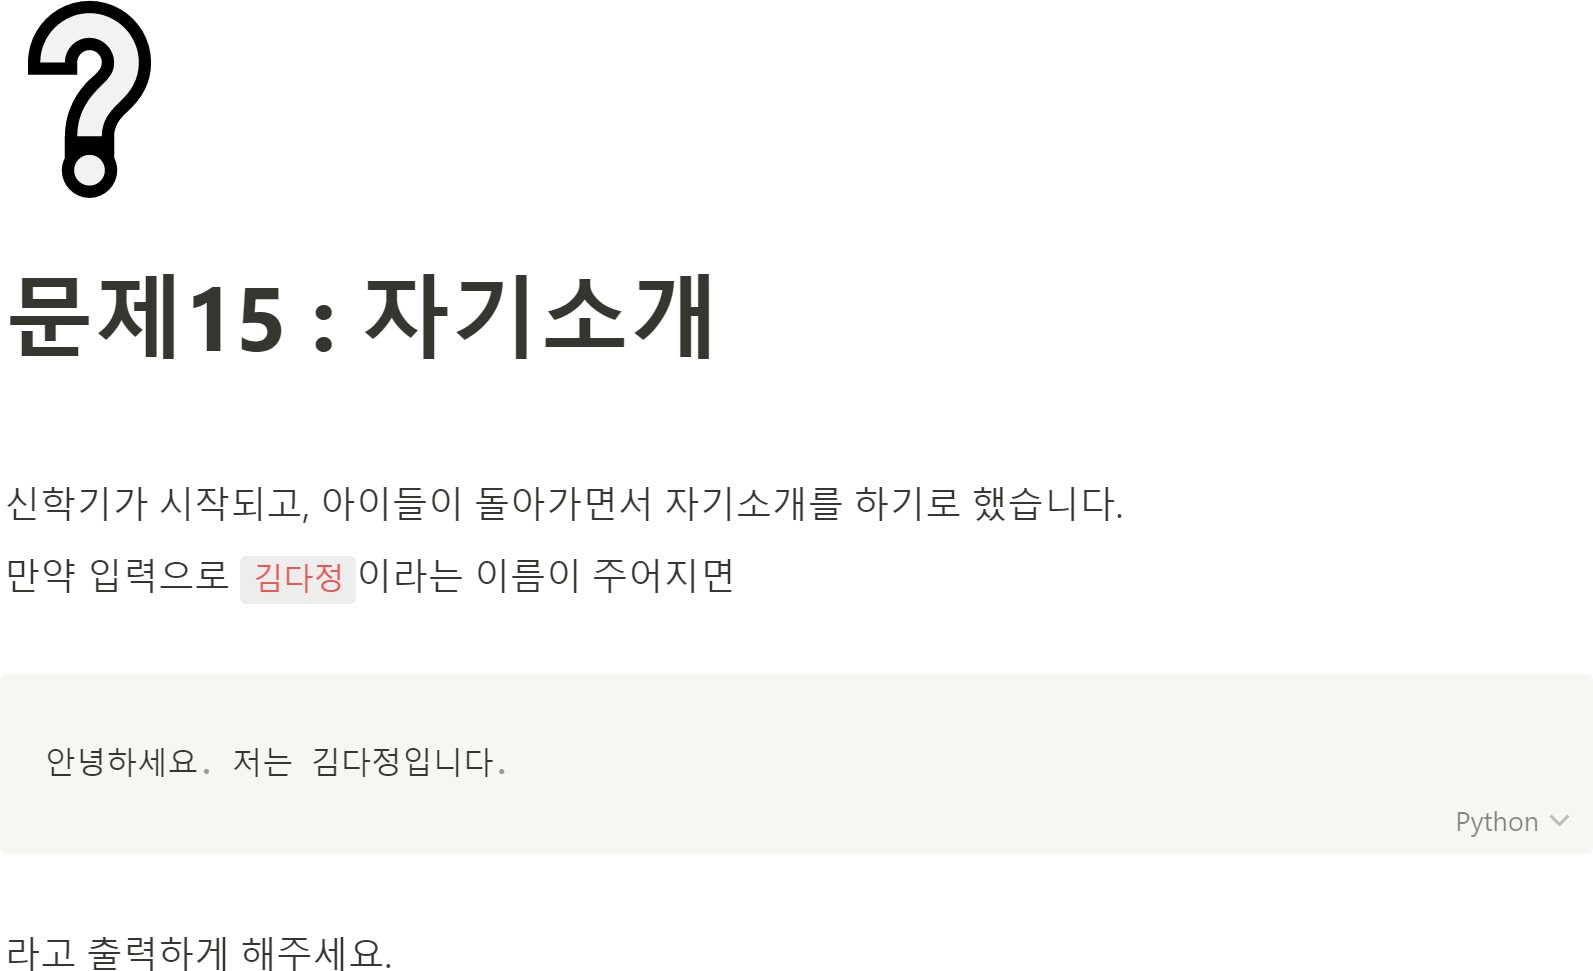 문제15 : 자기소개
신학기가 시작되고, 아이들이 돌아가면서 자기소개를 하기로 했습니다.
만약 입력으로 김다정이라는 이름이 주어지면
안녕하세요. 저는 김다정입니다.
Python
라고 출력하게 해주세요.